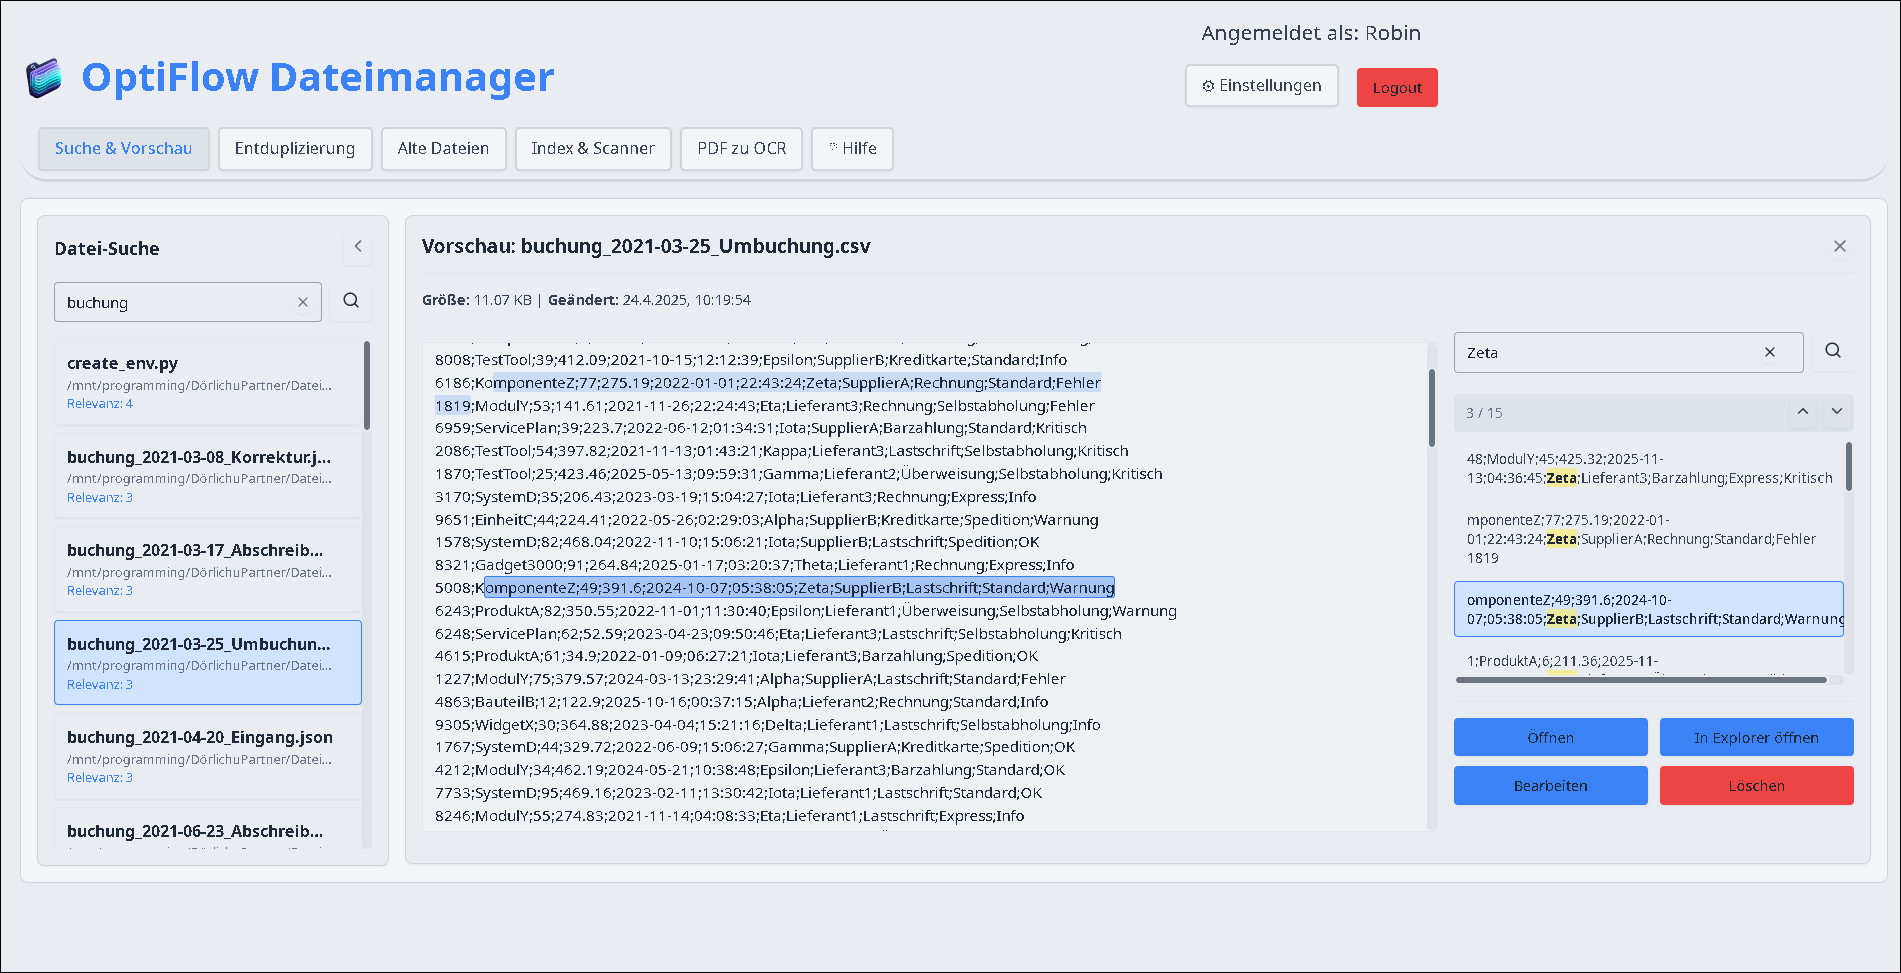 Angemeldet als: Robin
OptiFlow Dateimanager
Einstellungen
Logout
Suche & Vorschau
Entduplizierung
Alte Dateien
Index & Scanner
PDF zu OCR
Hilfe
Datei-Suche
buchung
create_env.py
/mnt/programming/DörlichuPartner/Datei...
Relevanz: 4
buchung_2021-03-08_Korrektur.j...
/mnt/programming/DörlichuPartner/Datei...
Relevanz: 3
buchung_2021-03-17_Abschreib...
/mnt/programming/DörlichuPartner/Datei...
Relevanz: 3
buchung_2021-03-25_Umbuchun...
/mnt/programming/DörlichuPartner/Datei...
Relevanz: 3
buchung_2021-04-20_Eingang.json
/mnt/programming/DörlichuPartner/Datei...
Relevanz: 3
buchung_2021-06-23_Abschreib...
Vorschau: buchung_2021-03-25_Umbuchung.csv
Größe: 11.07 KB | Geändert: 24.4.2025, 10:19:54
8008;TestTool;39;412.09;2021-10-15;12:12:39;Epsilon;SupplierB;Kreditkarte;Standard;Info
6186;KomponenteZ;77;275.19;2022-01-01;22:43:24;Zeta;SupplierA;Rechnung;Standard;Fehler
1819;ModulY;53;141.61;2021-11-26;22:24:43;Eta;Lieferant3;Rechnung;Selbstabholung;Fehler
6959;ServicePlan;39;223.7;2022-06-12;01:34:31;Iota;SupplierA;Barzahlung;Standard;Kritisch
2086;TestTool;54;397.82;2021-11-13;01:43:21;Kappa;Lieferant3;Lastschrift;Selbstabholung;Kritisch
1870;TestTool;25;423.46;2025-05-13;09:59:31;Gamma;Lieferant2;Überweisung;Selbstabholung;Kritisch
3170;SystemD;35;206.43;2023-03-19;15:04:27;Iota;Lieferant3;Rechnung;Express;Info
9651;EinheitC;44;224.41;2022-05-26;02:29:03;Alpha;SupplierB;Kreditkarte;Spedition;Warnung
1578;SystemD;82;468.04;2022-11-10;15:06:21;Iota;SupplierB;Lastschrift;Spedition;OK
8321;Gadget3000;91;264.84;2025-01-17;03:20:37;Theta;Lieferant1;Rechnung;Express;Info
5008;KomponenteZ;49;391.6;2024-10-07;05:38:05;Zeta;SupplierB;Lastschrift;Standard;Warnung
6243;ProduktA;82;350.55;2022-11-01;11:30:40;Epsilon;Lieferant1;Überweisung;Selbstabholung;Warnung
6248;ServicePlan;62;52.59;2023-04-23;09:50:46;Eta;Lieferant3;Lastschrift;Selbstabholung;Kritisch
4615;ProduktA;61;34.9;2022-01-09;06:27:21;Iota;Lieferant3;Barzahlung;Spedition;OK
1227;ModulY;75;379.57;2024-03-13;23:29:41;Alpha;SupplierA;Lastschrift;Standard;Fehler
4863;BauteilB;12;122.9;2025-10-16;00:37:15;Alpha;Lieferant2;Rechnung;Standard;Info
9305;WidgetX;30;364.88;2023-04-04;15:21:16;Delta;Lieferant1;Lastschrift;Selbstabholung;Info
1767;SystemD;44;329.72;2022-06-09;15:06:27;Gamma;SupplierA;Kreditkarte;Spedition;OK
4212;ModulY;34;462.19;2024-05-21;10:38:48;Epsilon;Lieferant3;Barzahlung;Standard;OK
7733;SystemD;95;469.16;2023-02-11;13:30:42;Iota;Lieferant1;Lastschrift;Standard;OK
8246;ModulY;55;274.83;2021-11-14;04:08:33;Eta;Lieferant1;Lastschrift;Express;Info
Zeta
3 / 15
48;ModulY;45;425.32;2025-11-
13;04:36:45;Zeta;Lieferant3;Barzahlung;Express;Kritisch
mponenteZ;77;275.19;2022-01-
01;22:43:24;Zeta;SupplierA;Rechnung;Standard;Fehler
1819
omponenteZ;49;391.6;2024-10-
07;05:38:05;Zeta;SupplierB;Lastschrift;Standard;Warnung
1;ProduktA;6;211.36;2025-11-
Öffnen
In Explorer öffnen
Bearbeiten
Löschen